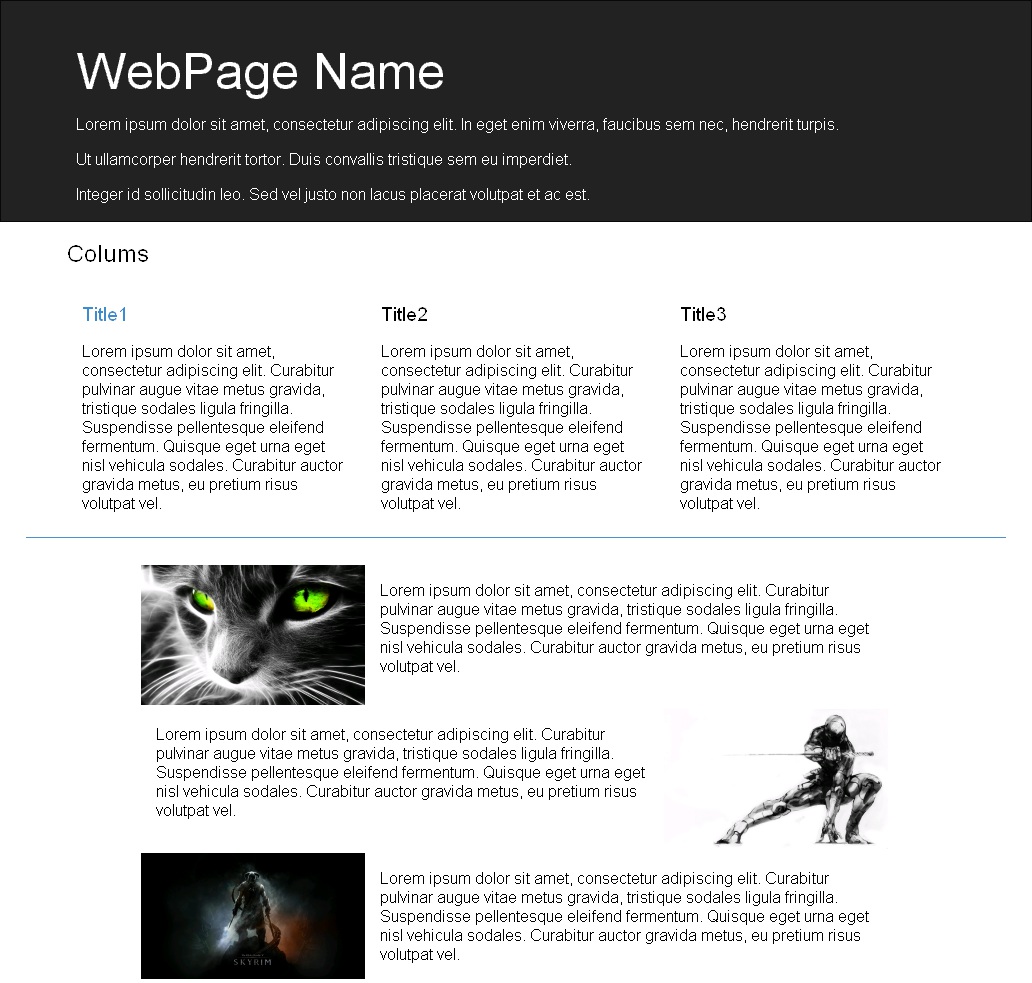 WebPage Name
Lorem ipsum dolor sit amet, consectetur adipiscing elit. In eget enim viverra, faucibus sem nec, hendrerit turpis.
Ut ullamcorper hendrerit tortor. Duis convallis tristique sem eu imperdiet.
Integer id sollicitudin leo. Sed vel justo non lacus placerat volutpat et ac est.
Colums
Title1
Lorem ipsum dolor sit amet,
consectetur adipiscing elit. Curabitur
pulvinar augue vitae metus gravida,
tristique sodales ligula fringilla.
Suspendisse pellentesque eleifend
fermentum. Quisque eget urna eget
nisl vehicula sodales. Curabitur auctor
gravida metus, eu pretium risus
volutpat vel.
Title2
Lorem ipsum dolor sit amet,
consectetur adipiscing elit. Curabitur
pulvinar augue vitae metus gravida,
tristique sodales ligula fringilla.
Suspendisse pellentesque eleifend
fermentum. Quisque eget urna eget
nisl vehicula sodales. Curabitur auctor
gravida metus, eu pretium risus
volutpat vel.
Title3
Lorem ipsum dolor sit amet,
consectetur adipiscing elit. Curabitur
pulvinar augue vitae metus gravida,
tristique sodales ligula fringilla.
Suspendisse pellentesque eleifend
fermentum. Quisque eget urna eget
nisl vehicula sodales. Curabitur auctor
gravida metus, eu pretium risus
volutpat vel.
Lorem ipsum dolor sit amet, consectetur adipiscing elit. Curabitur
pulvinar augue vitae metus gravida, tristique sodales ligula fringilla.
Suspendisse pellentesque eleifend fermentum. Quisque eget urna eget
nisl vehicula sodales. Curabitur auctor gravida metus, eu pretium risus
volutpat vel.
Lorem ipsum dolor sit amet, consectetur adipiscing elit. Curabitur
pulvinar augue vitae metus gravida, tristique sodales ligula fringilla.
Suspendisse pellentesque eleifend fermentum. Quisque eget urna eget
nisl vehicula sodales. Curabitur auctor gravida metus, eu pretium risus
volutpat vel.
SKYRIM
Lorem ipsum dolor sit amet, consectetur adipiscing elit. Curabitur
pulvinar augue vitae metus gravida, tristique sodales ligula fringilla.
Suspendisse pellentesque eleifend fermentum. Quisque eget urna eget
nisl vehicula sodales. Curabitur auctor gravida metus, eu pretium risus
volutpat vel.